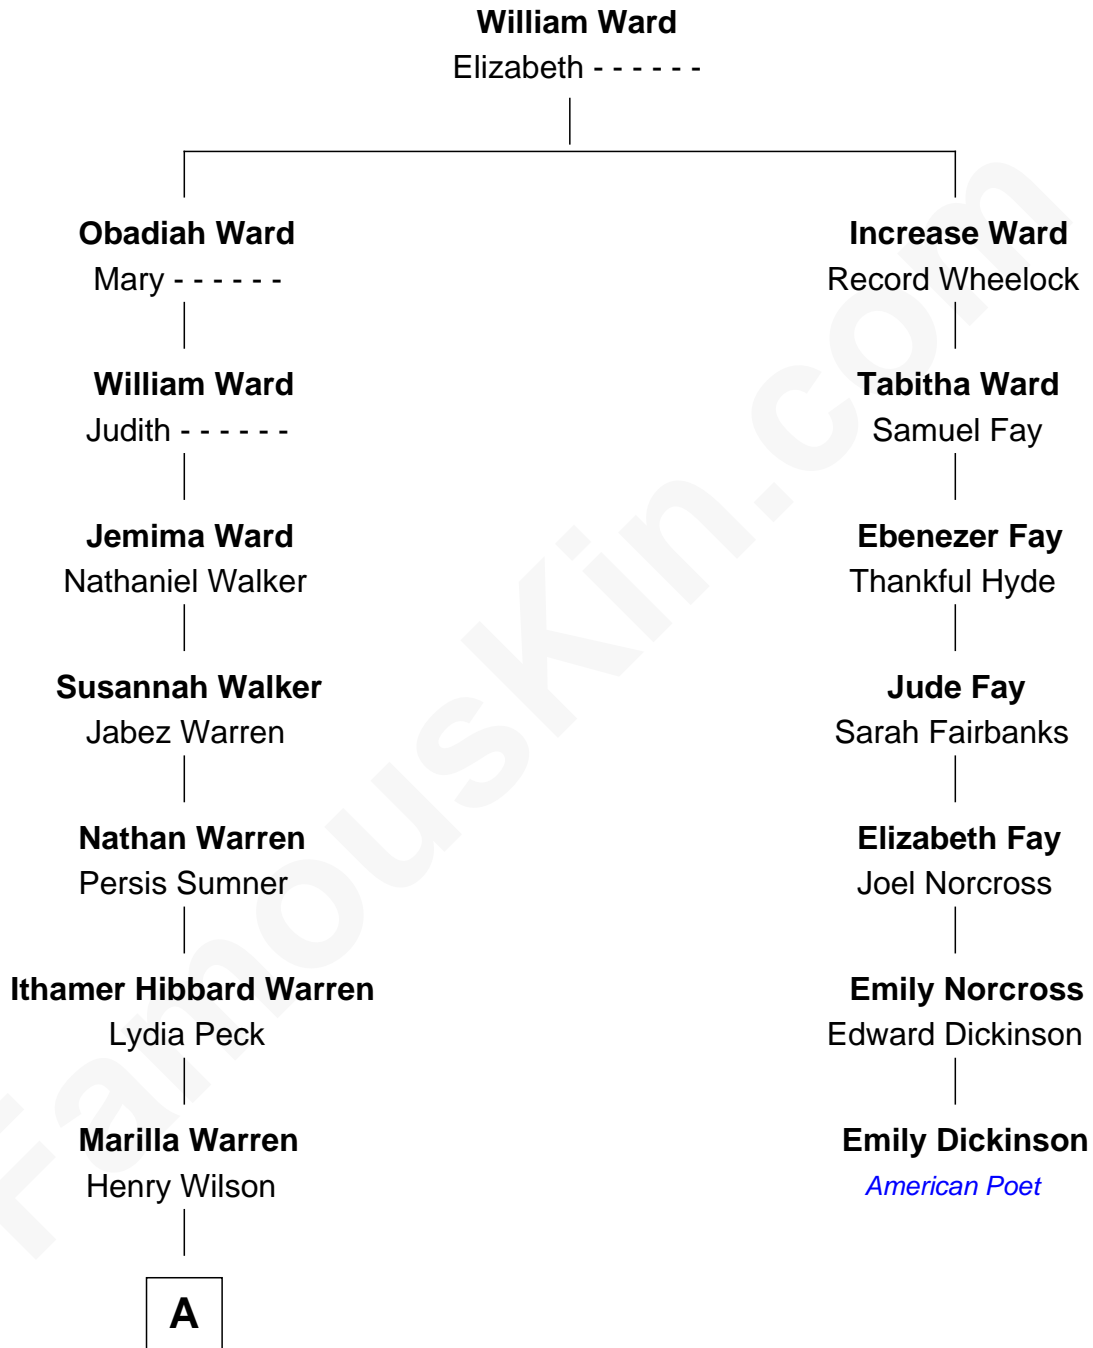 William Ward
Elizabeth - - - - - -
Obadiah Ward
Mary - - - - - -
Increase Ward
Record Wheelock
William Ward
Judith - - - - - -
Tabitha Ward
Samuel Fay
Jemima Ward
Nathaniel Walker
Ebenezer Fay
Thankful Hyde
Susannah Walker
Jabez Warren
Jude Fay
Sarah Fairbanks
Nathan Warren
Persis Sumner
Elizabeth Fay
Joel Norcross
Ithamer Hibbard Warren
Lydia Peck
Emily Norcross
Edward Dickinson
Marilla Warren
Henry Wilson
Emily Dickinson
American Poet
A
FamousKin.com